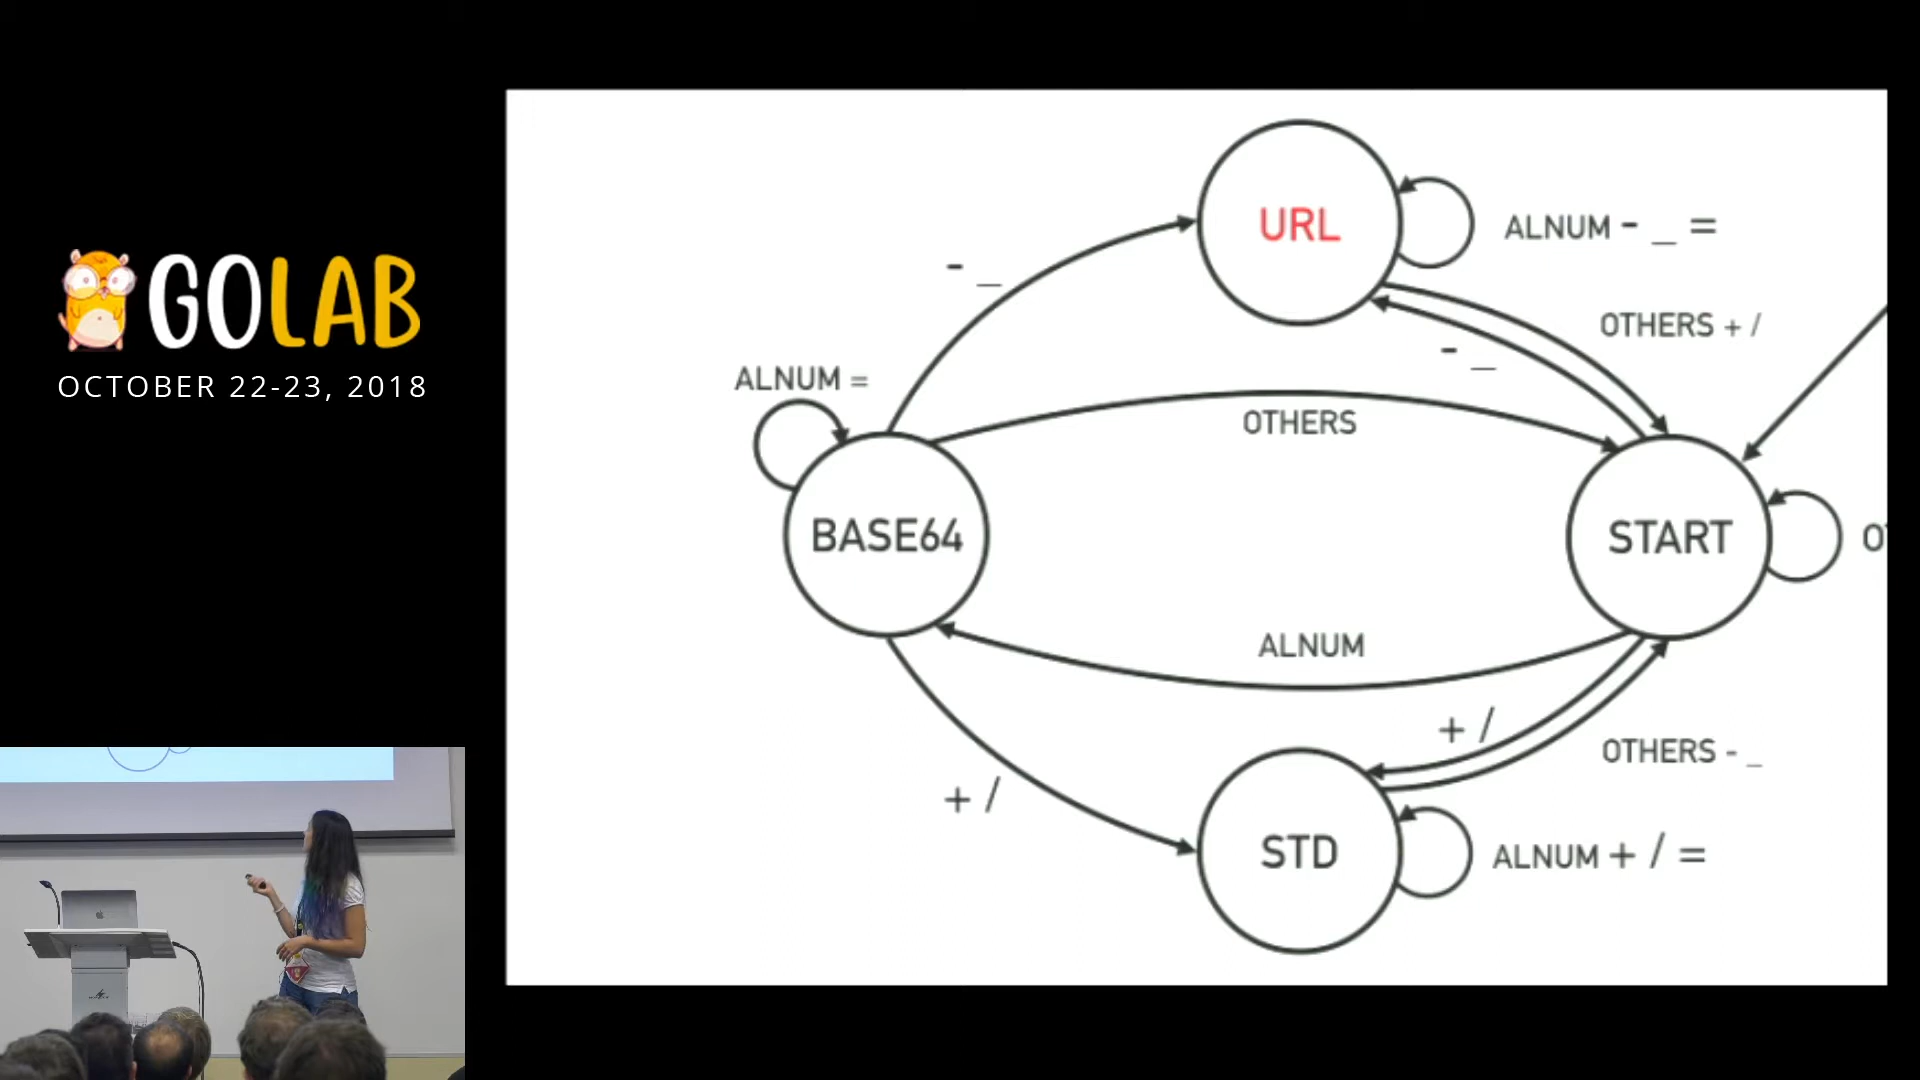 GOLAB
OCTOBER 22-23, 2018
URL
ALNUM - _ =
- _
OTHERS + /
- _
ALNUM =
OTHERS
BASE64
START
ALNUM
+ /
OTHERS - _
+ /
STD
ALNUM + / =